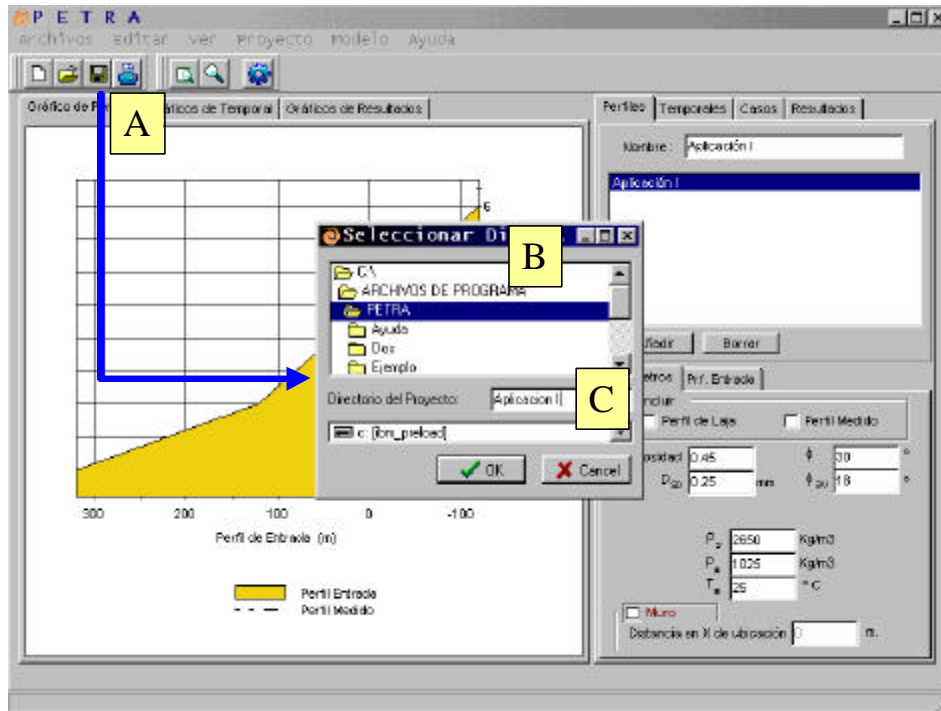 PETRA
Archivos Editar Ver Proyecto Modelo Ayuda
A
Gráfica de
Gráficos de Temporal
Gráficos de Resultados
6
300 200 100 0 -100
Perfil de Entrada (m)
Perfil Entrada
Perfil Medido
Seleccionar
B
C:\
ARCHIVOS DE PROGRAMA
PETRA
Ayuda
Ejemplo
Directorio del Proyecto: Aplicacion I
C
c: [ibm_preload]
OK Cancel
Perfiles Temporales Casos Resultados
Nombre: Aplicación I
Aplicación I
Borrar
Prf. Entrada
Perfil de Laja Perfil Medido
0.45 ϕ 30 °
D50 0.25 mm 18 °
2650 Kg/m3
1025 Kg/m3
25 ° C
Muro
Distancia en X de ubicación 0 m.